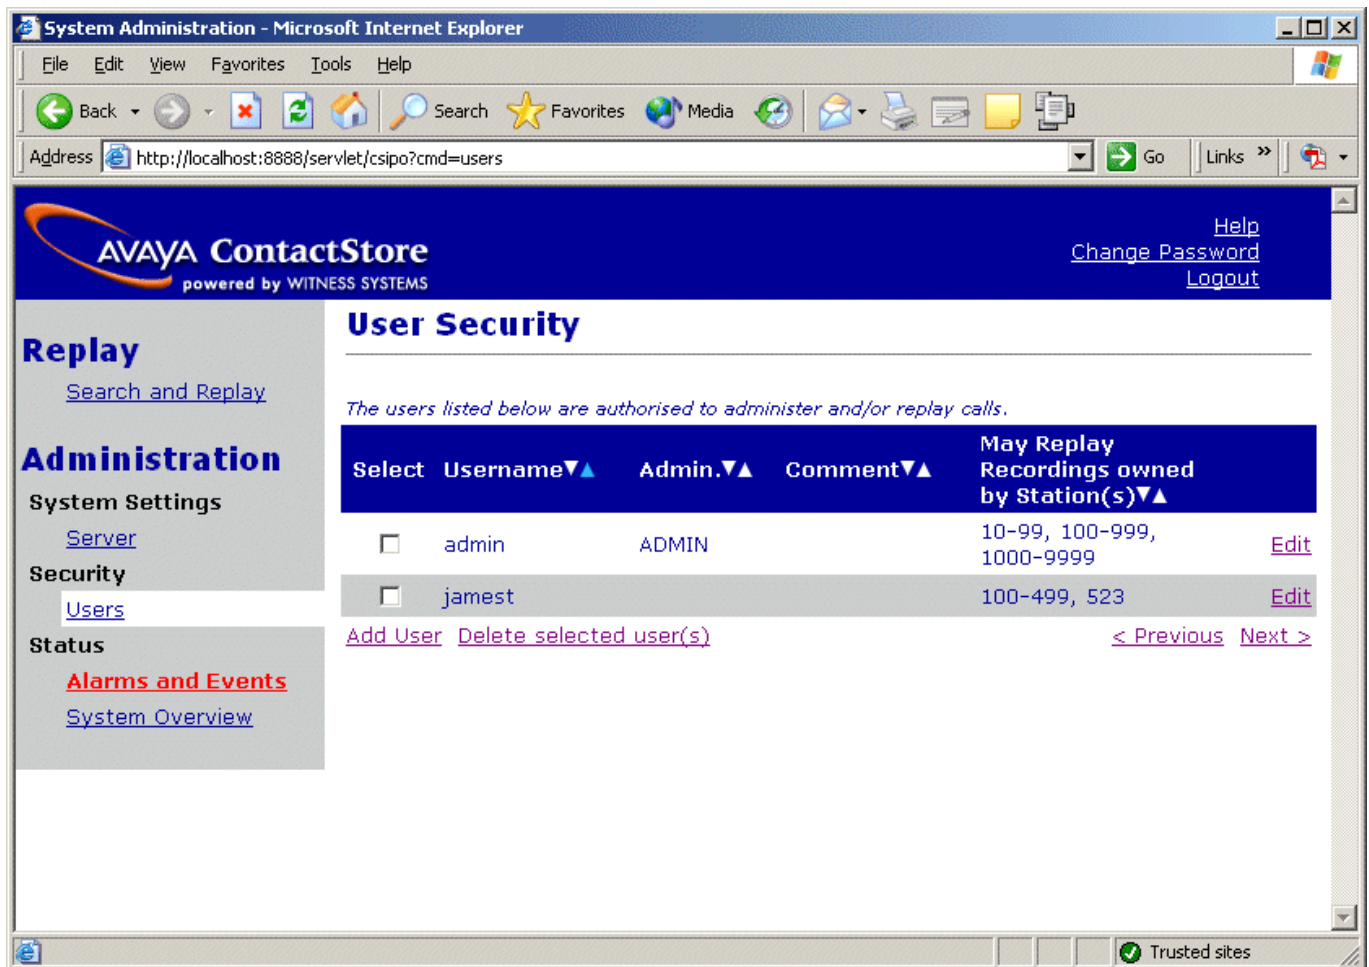 System Administration - Microsoft Internet Explorer
File Edit View Favorites Tools Help
Back Search Favorites Media
Address http://localhost:8888/servlet/csipo?cmd=users Go Links »
AVAYA ContactStore
powered by WITNESS SYSTEMS
Help
Change Password
Logout
Replay
Search and Replay
Administration
System Settings
Server
Security
Users
Status
Alarms and Events
System Overview
User Security
The users listed below are authorised to administer and/or replay calls.
Select Username▼▲ Admin.▼▲ Comment▼▲ May Replay
Recordings owned
by Station(s)▼▲
admin ADMIN 10-99, 100-999,
1000-9999 Edit
jamest 100-499, 523 Edit
Add User Delete selected user(s) < Previous Next >
Trusted sites